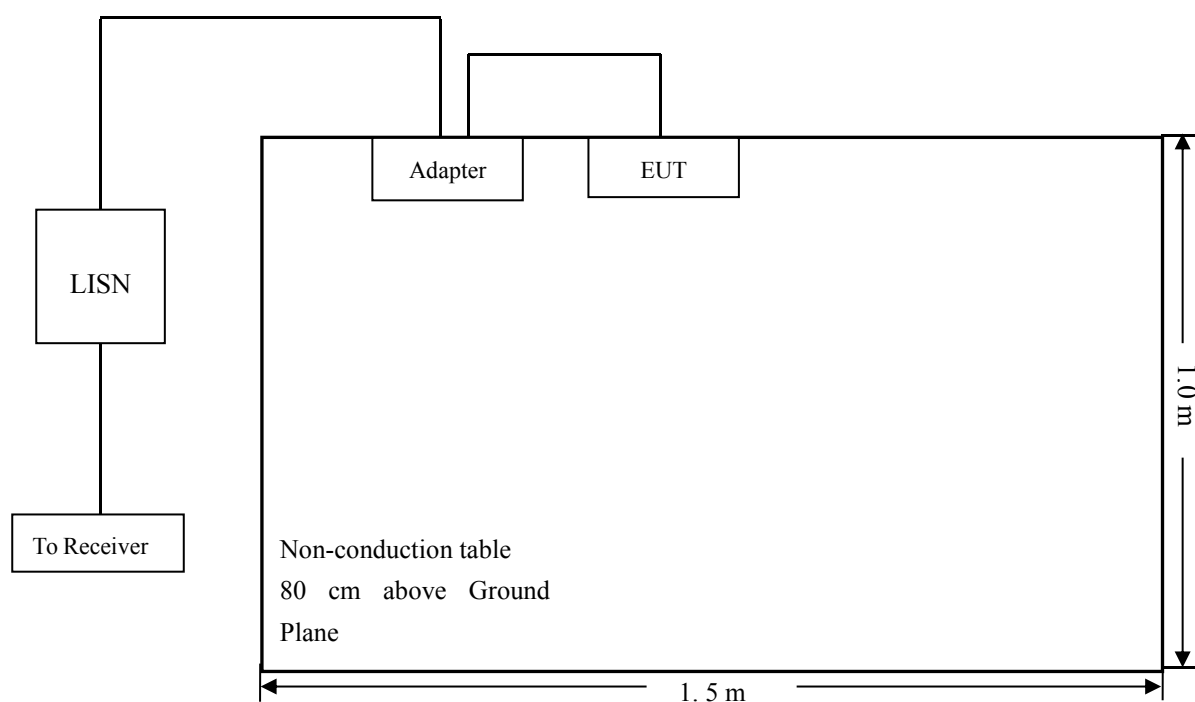 Adapter
EUT
LISN
1.0 m
To Receiver
Non-conduction table
80 cm above Ground
Plane
1. 5 m